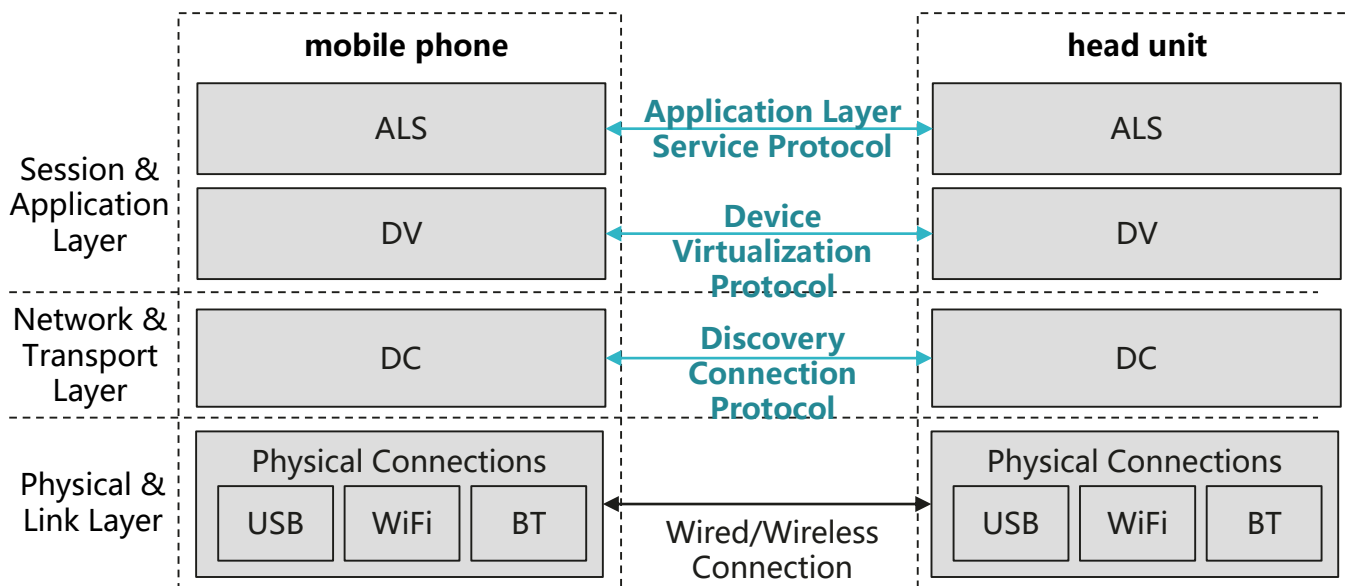 mobile phone
head unit
Session &
Application
Layer
ALS
Application Layer
Service Protocol
ALS
DV
Device
Virtualization
Protocol
DV
Network &
Transport
Layer
DC
Discovery
Connection
Protocol
DC
Physical &
Link Layer
Physical Connections
USB
WiFi
BT
Wired/Wireless
Connection
Physical Connections
USB
WiFi
BT